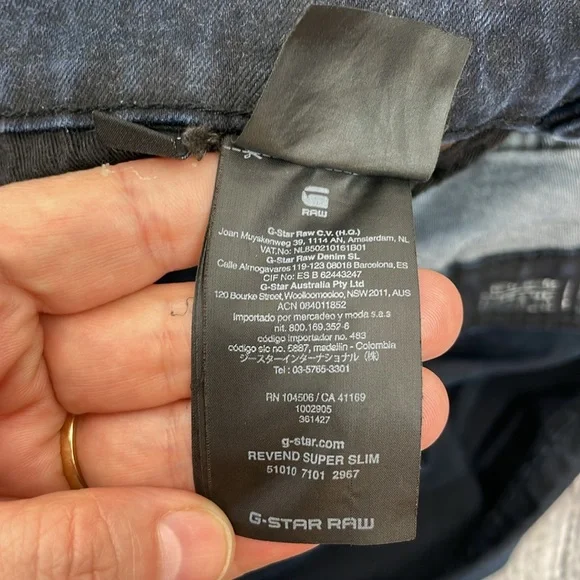 RAW
G-Star Raw C.V. (H.Q.)
Joan Muyskenweg 39, 1114 AN, Amsterdam, NL
VAT.No: NL850210161B01
G-Star Raw Denim SL
Calle Almogavares 119-123 08018 Barcelona, ES
CIF No: ES B 62443247
G-Star Australia Pty Ltd
120 Bourke Street, Woolloomooloo, NSW 2011, AUS
ACN 084011852
Importado por mercadeo y moda s.a.s
nit. 800.169.352-6
código importador no. 483
código sic no. 5887, medellin - Colombia
ジースターインターナショナル (株)
Tel : 03-5765-3301
RN 104506 / CA 41169
1002905
361427
g-star.com
REVEND SUPER SLIM
51010 7101 2967
G-STAR RAW